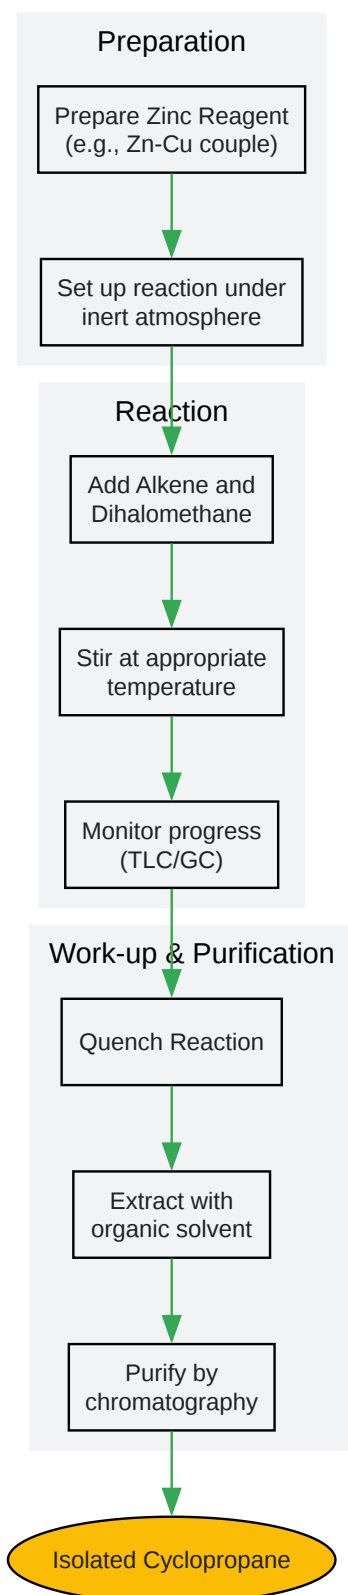 Preparation
Prepare Zinc Reagent
(e.g., Zn-Cu couple)
Set up reaction under
inert atmosphere
Reaction
Add Alkene and
Dihalomethane
Stir at appropriate
temperature
Monitor progress
(TLC/GC)
Work-up & Purification
Quench Reaction
Extract with
organic solvent
Purify by
chromatography
Isolated Cyclopropane